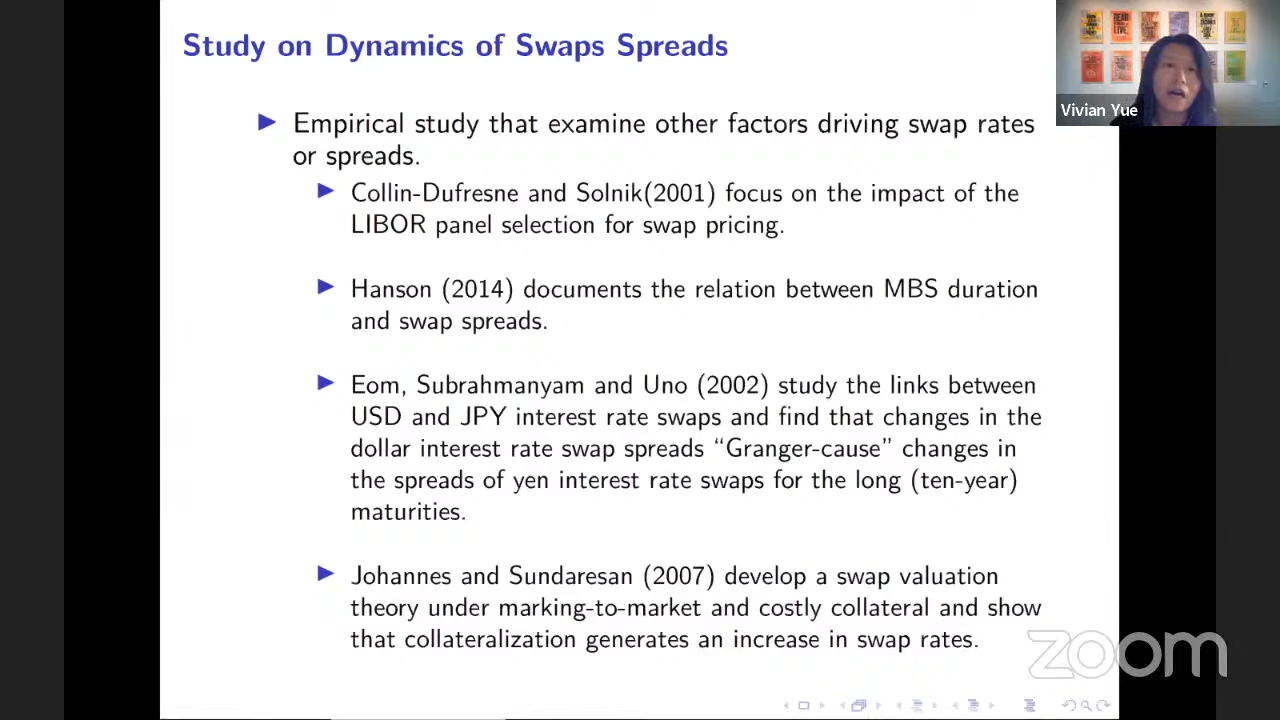 Study on Dynamics of Swaps Spreads
Vivian Yue
Empirical study that examine other factors driving swap rates
or spreads.
Collin-Dufresne and Solnik(2001) focus on the impact of the
LIBOR panel selection for swap pricing.
Hanson (2014) documents the relation between MBS duration
and swap spreads.
Eom, Subrahmanyam and Uno (2002) study the links between
USD and JPY interest rate swaps and find that changes in the
dollar interest rate swap spreads “Granger-cause” changes in
the spreads of yen interest rate swaps for the long (ten-year)
maturities.
Johannes and Sundaresan (2007) develop a swap valuation
theory under marking-to-market and costly collateral and show
that collateralization generates an increase in swap rates.
zoom